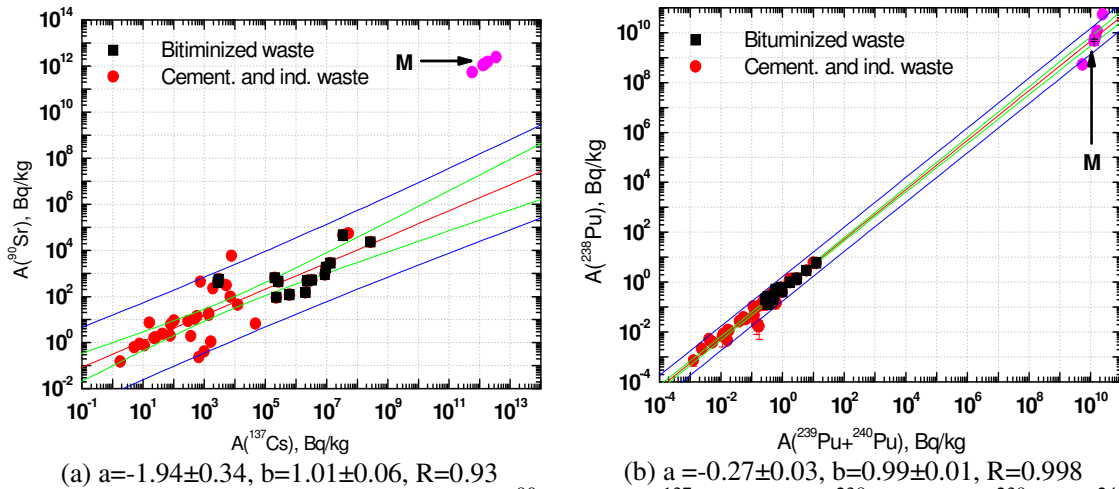 10^14
10^12
10^10
10^8
10^6
10^4
10^2
10^0
10^-2
A(^90Sr), Bq/kg
Bitiminized waste
Cement. and ind. waste
M
10^-1 10^1 10^3 10^5 10^7 10^9 10^11 10^13
A(^137Cs), Bq/kg
(a) a=-1.94±0.34, b=1.01±0.06, R=0.93
10^10
10^8
10^6
10^4
10^2
10^0
10^-2
10^-4
A(^238Pu), Bq/kg
Bituminized waste
Cement. and ind. waste
M
10^-4 10^-2 10^0 10^2 10^4 10^6 10^8 10^10
A(^239Pu+^240Pu), Bq/kg
(b) a =-0.27±0.03, b=0.99±0.01, R=0.998